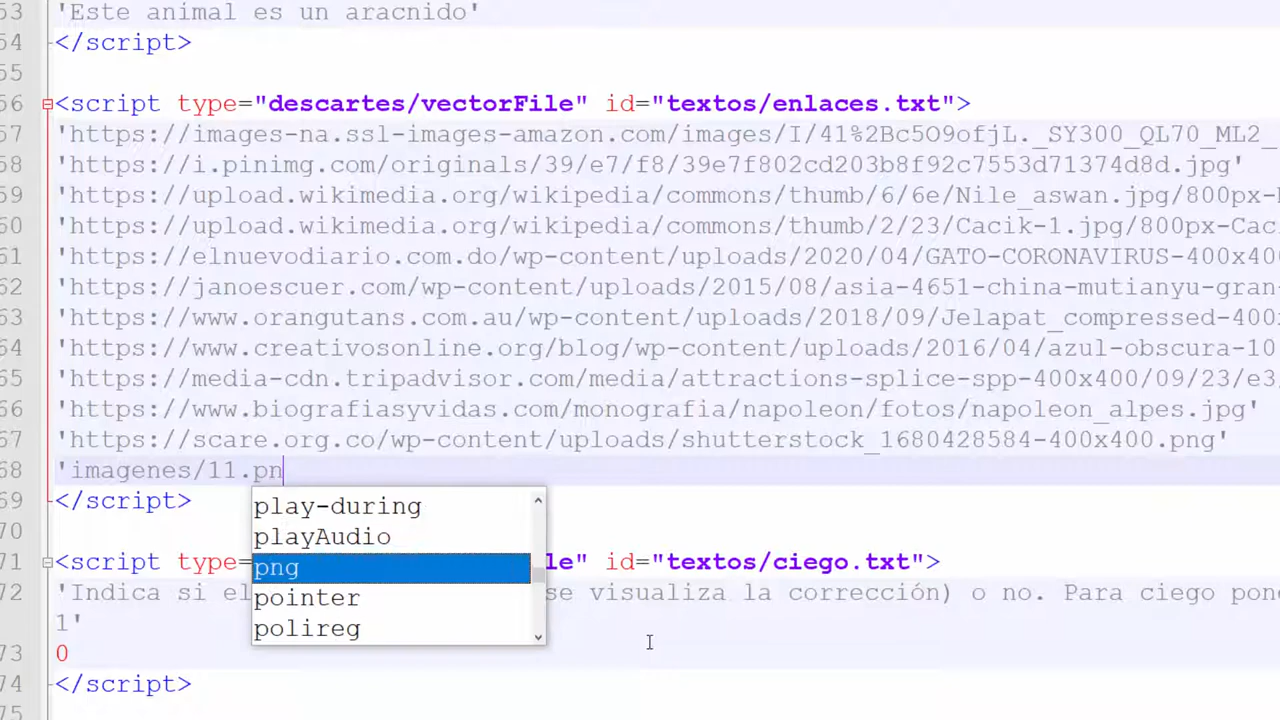 53 'Este animal es un aracnido'
54 </script>
55
56 <script type="descartes/vectorFile" id="textos/enlaces.txt">
57 'https://images-na.ssl-images-amazon.com/images/I/41%2Bc5O9ofjL._SY300_QL70_ML2_
58 'https://i.pinimg.com/originals/39/e7/f8/39e7f802cd203b8f92c7553d71374d8d.jpg'
59 'https://upload.wikimedia.org/wikipedia/commons/thumb/6/6e/Nile_aswan.jpg/800px-
60 'https://upload.wikimedia.org/wikipedia/commons/thumb/2/23/Cacik-1.jpg/800px-Cac
61 'https://elnuevodiario.com.do/wp-content/uploads/2020/04/GATO-CORONAVIRUS-400x400
62 'https://janoescuer.com/wp-content/uploads/2015/08/asia-4651-china-mutianyu-gran-
63 'https://www.orangutans.com.au/wp-content/uploads/2018/09/Jelapat_compressed-400x
64 'https://www.creativosonline.org/blog/wp-content/uploads/2016/04/azul-obscura-10
65 'https://media-cdn.tripadvisor.com/media/attractions-splice-spp-400x400/09/23/e3
66 'https://www.biografiasyvidas.com/monografia/napoleon/fotos/napoleon_alpes.jpg'
67 'https://scare.org.co/wp-content/uploads/shutterstock_1680428584-400x400.png'
68 'imagenes/11.pn
69 </script>
play-during
70
playAudio
71 <script type= le" id="textos/ciego.txt">
png
72 'Indica si el se visualiza la corrección) o no. Para ciego pon
pointer
1'
polireg
73 0
74 </script>
75